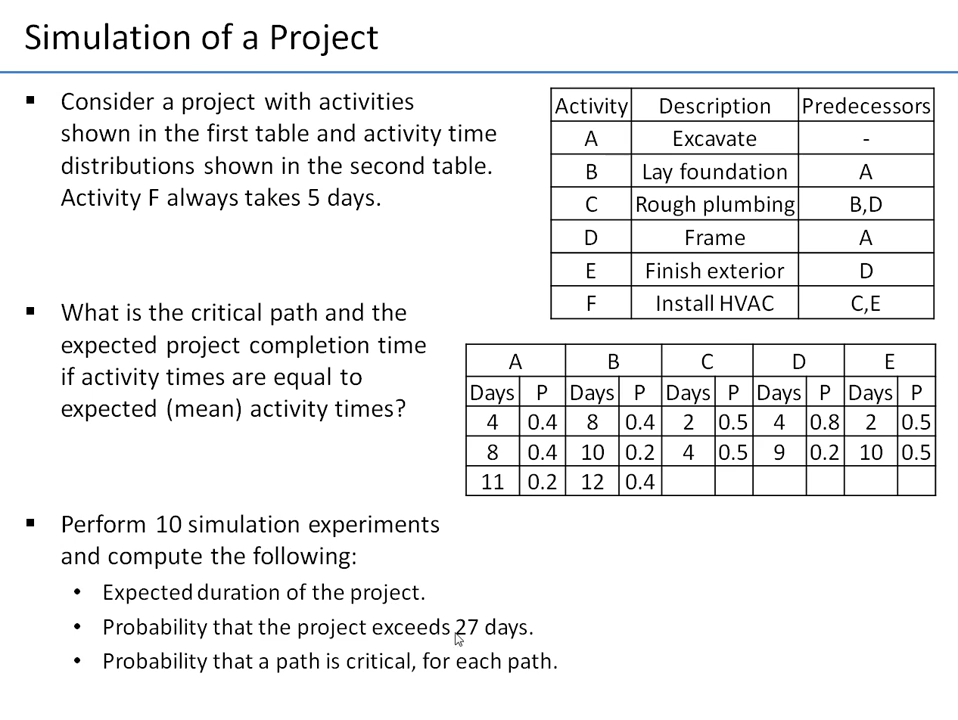 Simulation of a Project
▪ Consider a project with activities
shown in the first table and activity time
distributions shown in the second table.
Activity F always takes 5 days.
Activity Description Predecessors
A Excavate -
B Lay foundation A
C Rough plumbing B,D
D Frame A
E Finish exterior D
F Install HVAC C,E
▪ What is the critical path and the
expected project completion time
if activity times are equal to
expected (mean) activity times?
A B C D E
Days P Days P Days P Days P Days P
4 0.4 8 0.4 2 0.5 4 0.8 2 0.5
8 0.4 10 0.2 4 0.5 9 0.2 10 0.5
11 0.2 12 0.4
▪ Perform 10 simulation experiments
and compute the following:
• Expected duration of the project.
• Probability that the project exceeds 27 days.
• Probability that a path is critical, for each path.